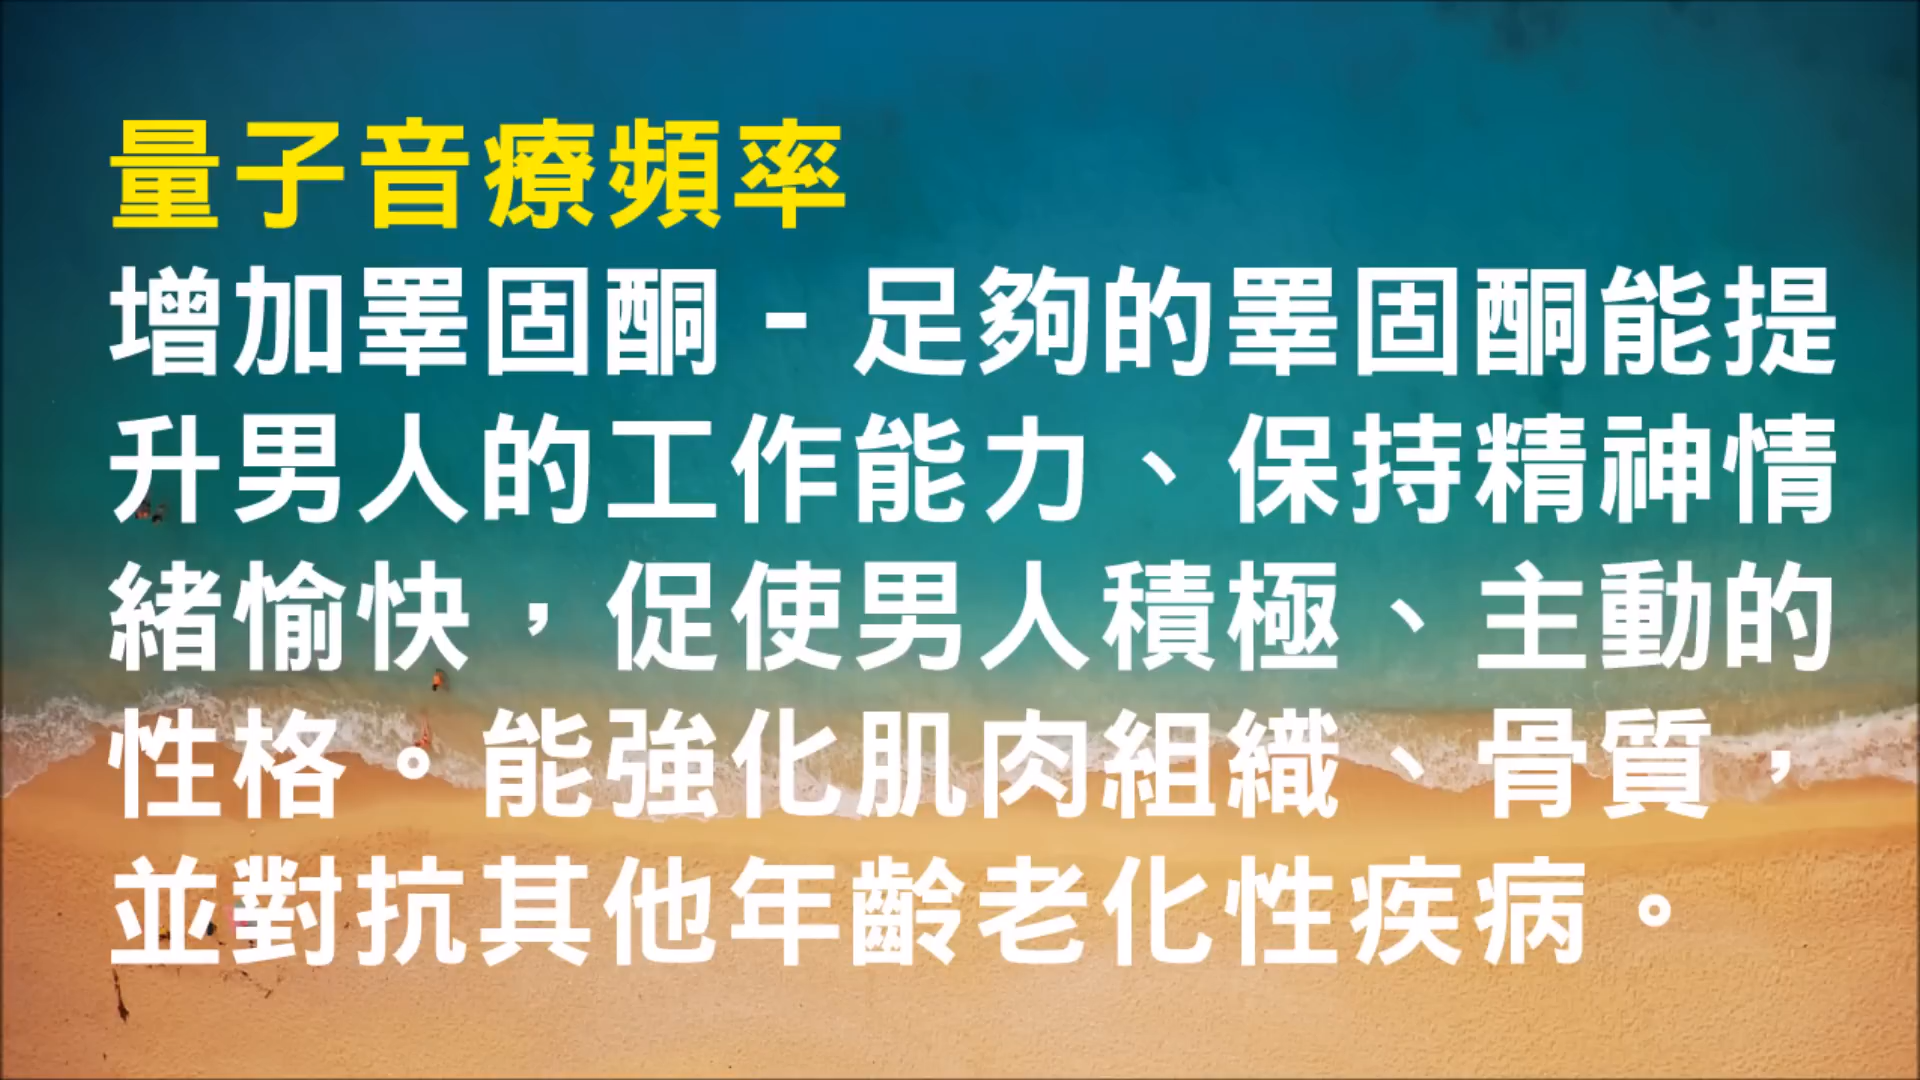 量子音療頻率
增加睪固酮 - 足夠的睪固酮能提
升男人的工作能力、保持精神情
緒愉快，促使男人積極、主動的
性格。能強化肌肉組織、骨質，
並對抗其他年齡老化性疾病。